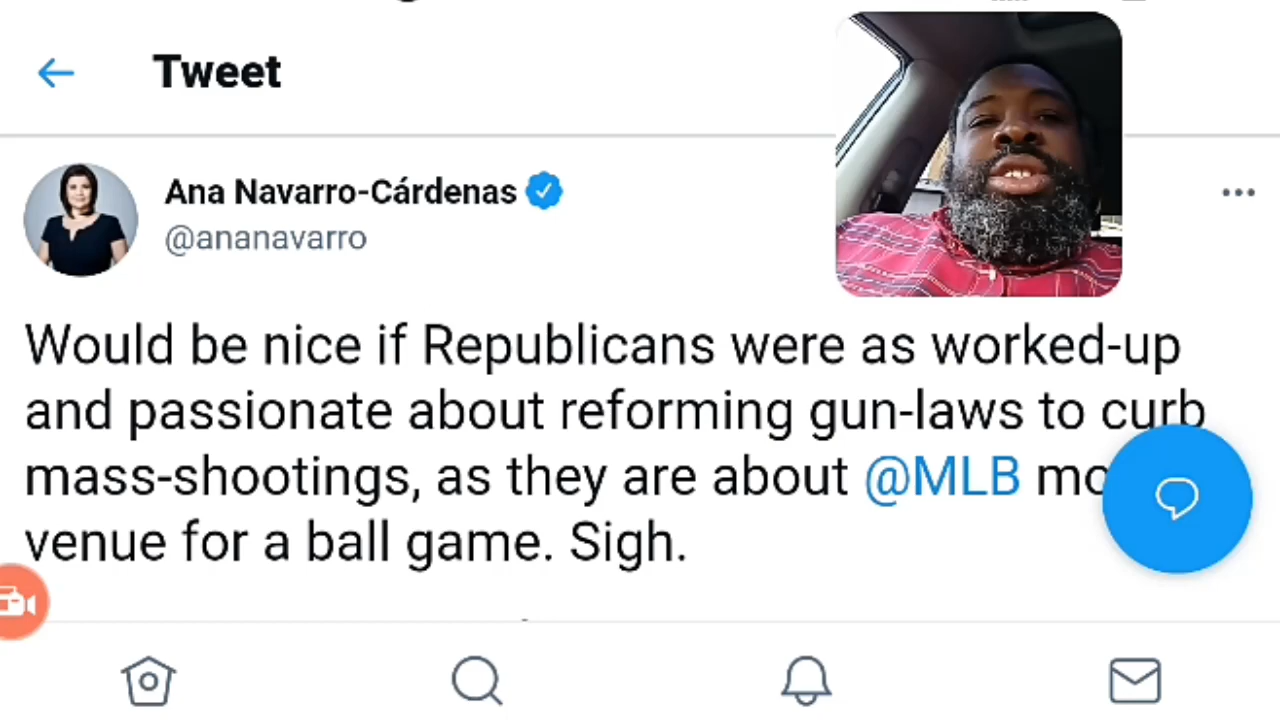 Tweet
Ana Navarro-Cárdenas
@ananavarro
Would be nice if Republicans were as worked-up
and passionate about reforming gun-laws to curb
mass-shootings, as they are about @MLB
venue for a ball game. Sigh.